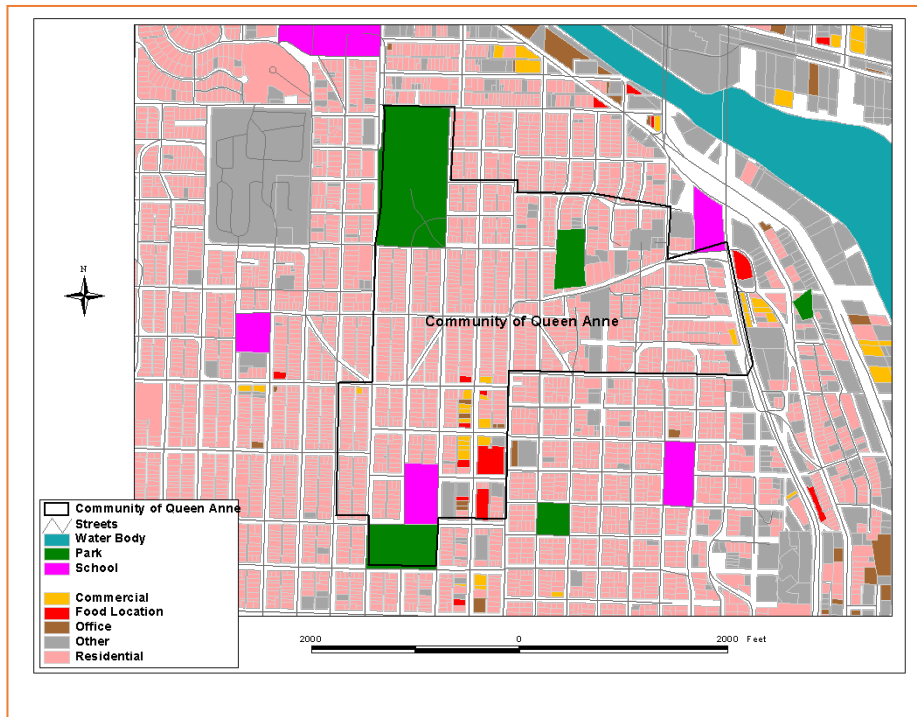 N
Community of Queen Anne
Community of Queen Anne
Streets
Water Body
Park
School
Commercial
Food Location
Office
Other
Residential
2000 0 2000 Feet